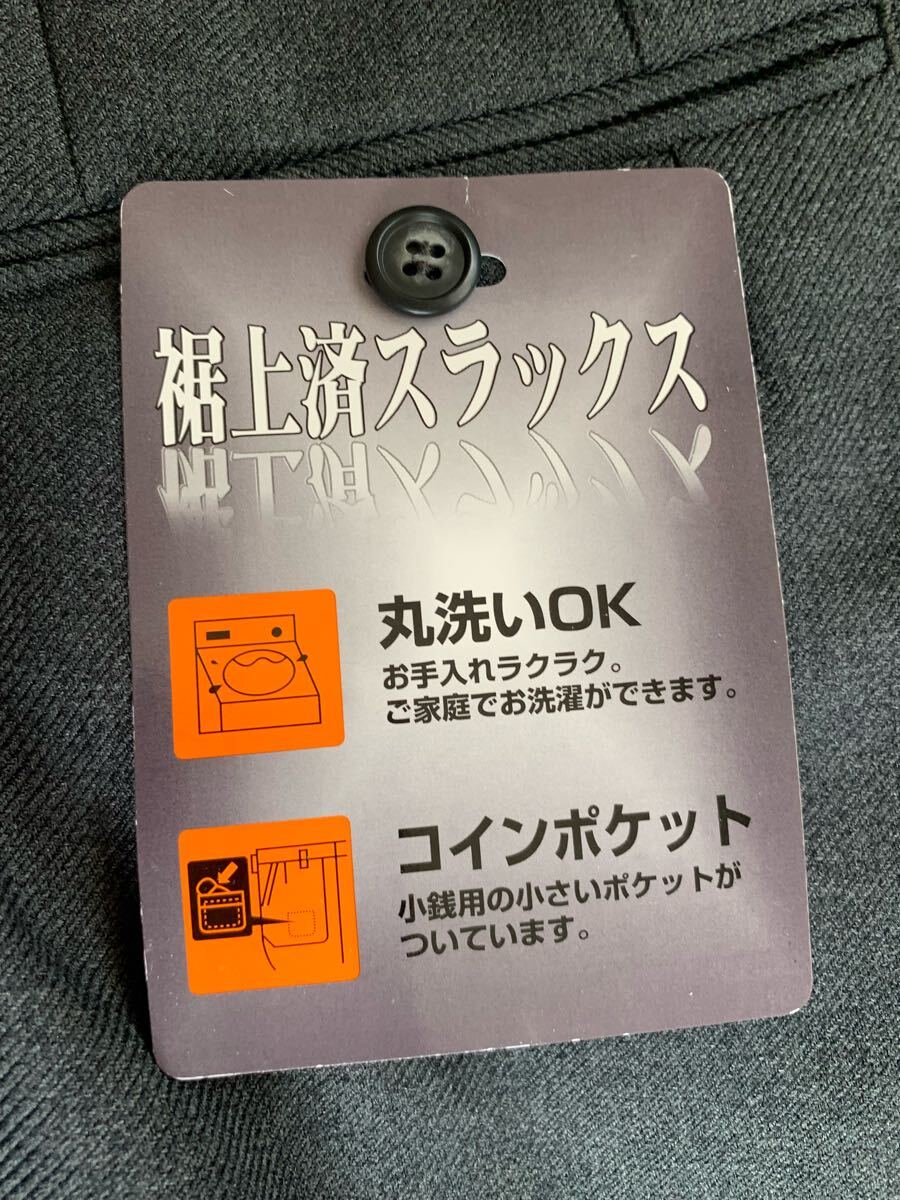 裾上済スラックス
丸洗いOK
お手入れラクラク。
ご家庭でお洗濯ができます。
コインポケット
小銭用の小さいポケットが
ついています。